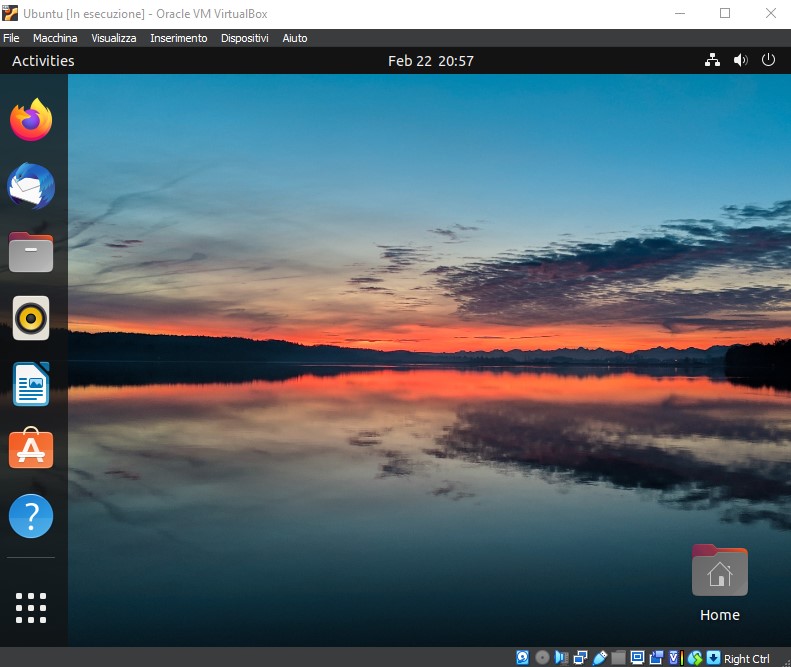 Ubuntu [In esecuzione] - Oracle VM VirtualBox
File Macchina Visualizza Inserimento Dispositivi Aiuto
Activities Feb 22 20:57
?
Home
Right Ctrl